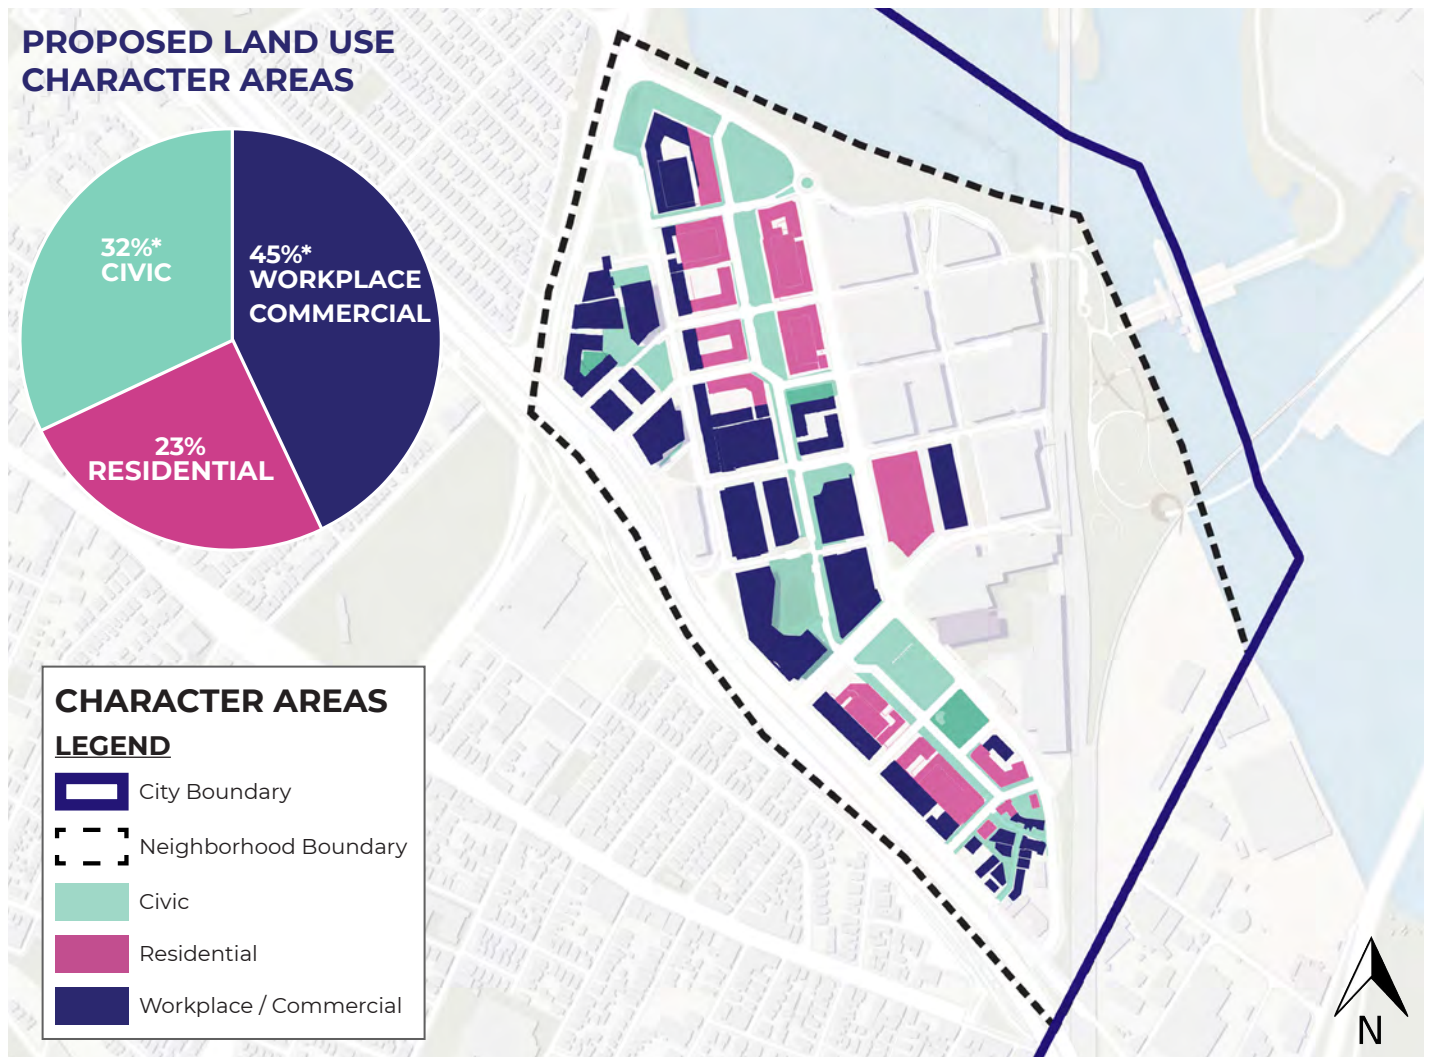 PROPOSED LAND USE
CHARACTER AREAS
32%*
CIVIC
45%*
WORKPLACE
COMMERCIAL
23%
RESIDENTIAL
CHARACTER AREAS
LEGEND
City Boundary
Neighborhood Boundary
Civic
Residential
Workplace / Commercial
N